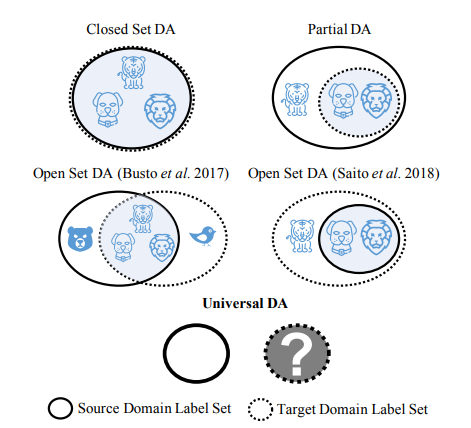 Closed Set DA
Partial DA
Open Set DA (Busto et al. 2017)
Open Set DA (Saito et al. 2018)
Universal DA
?
Source Domain Label Set
Target Domain Label Set